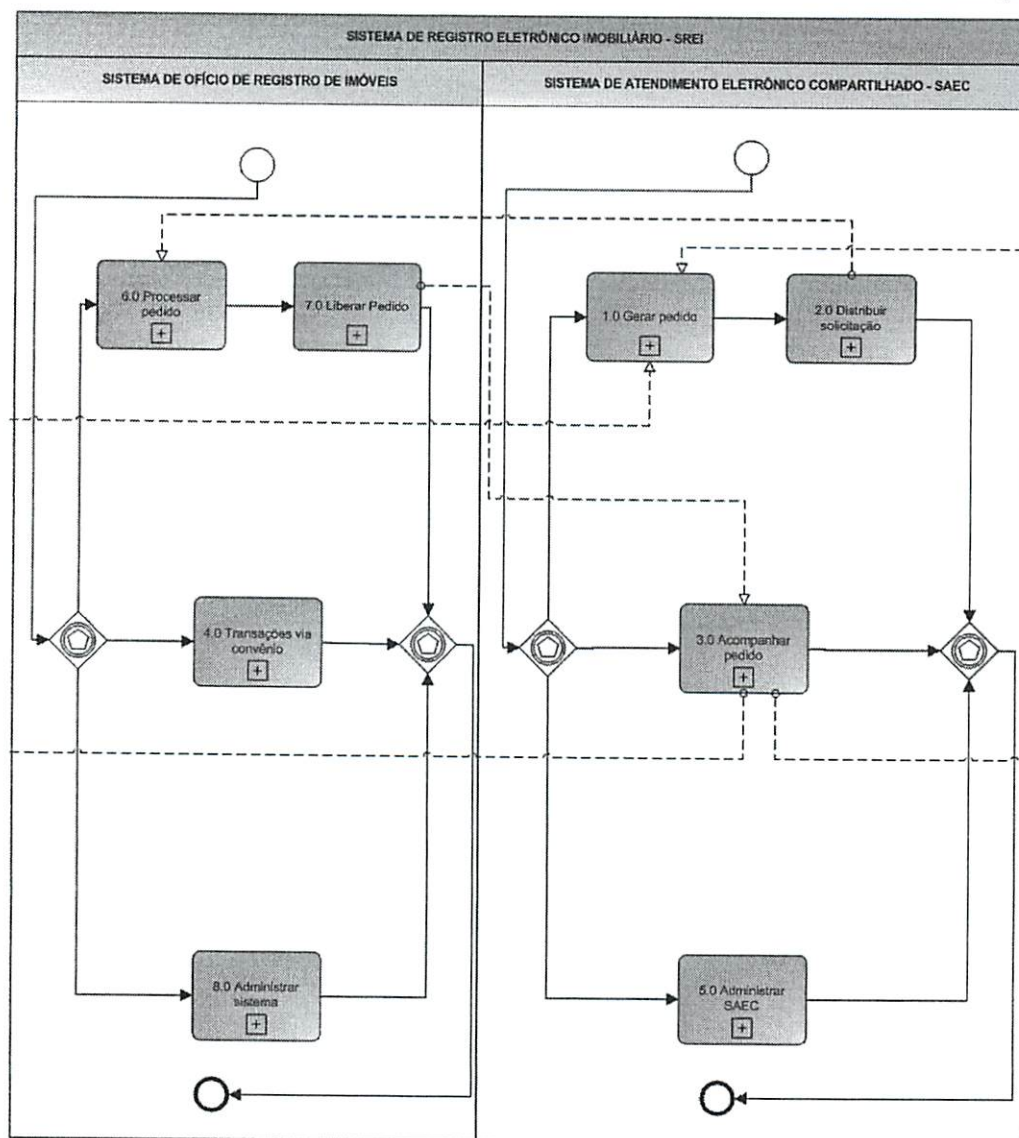 SISTEMA DE REGISTRO ELETRÔNICO IMOBILIÁRIO - SREI
SISTEMA DE OFÍCIO DE REGISTRO DE IMÓVEIS
SISTEMA DE ATENDIMENTO ELETRÔNICO COMPARTILHADO - SAEC
6.0 Processar
pedido
7.0 Liberar Pedido
1.0 Gerar pedido
2.0 Distribuir
solicitação
4.0 Transações via
convênio
3.0 Acompanhar
pedido
8.0 Administrar
sistema
5.0 Administrar
SAEC